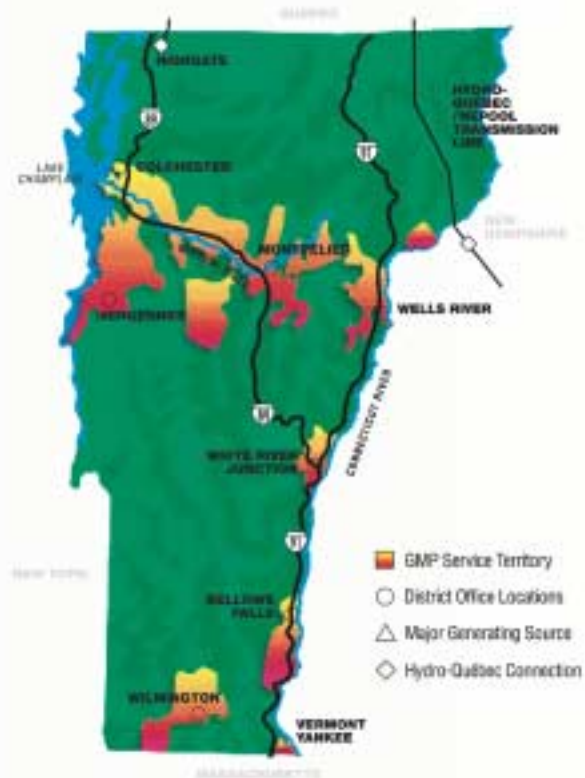 QUEBEC
HIGHGATE
HYDRO-
QUEBEC
/NEPOOL
TRANSMISSION
LINE
89
91
LAKE
CHAMPLAIN
COLCHESTER
NEW
HAMPSHIRE
MONTPELIER
VERGENNES
WELLS RIVER
CONNECTICUT RIVER
89
WHITE RIVER
JUNCTION
91
GMP Service Territory
NEW YORK
District Office Locations
BELLOWS
FALLS
Major Generating Source
Hydro-Québec Connection
WILMINGTON
VERMONT
YANKEE
MASSACHUSETTS